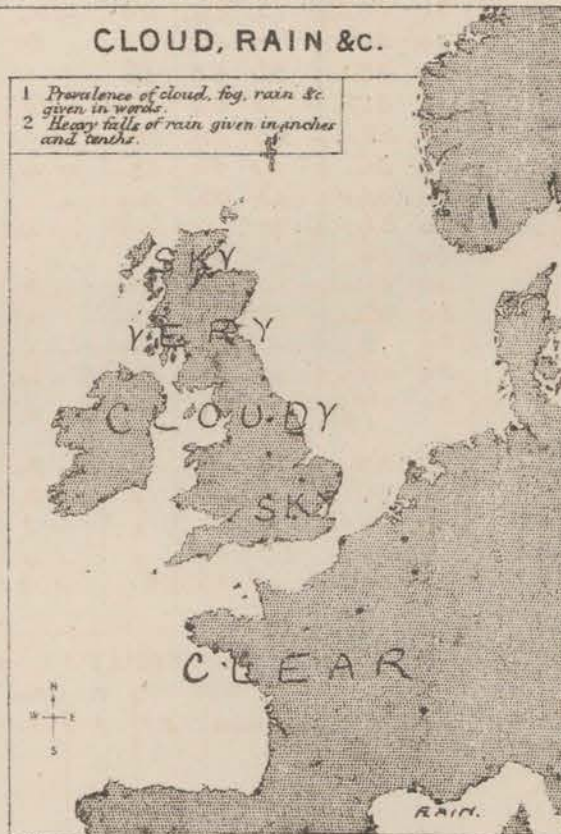 CLOUD, RAIN &c.
1 Prevalence of cloud, fog, rain &c.
given in words.
2 Heavy falls of rain given in inches
and tenths.
SKY
VERY
CLOUDY
SKY
CLEAR
N
W E
S
RAIN.